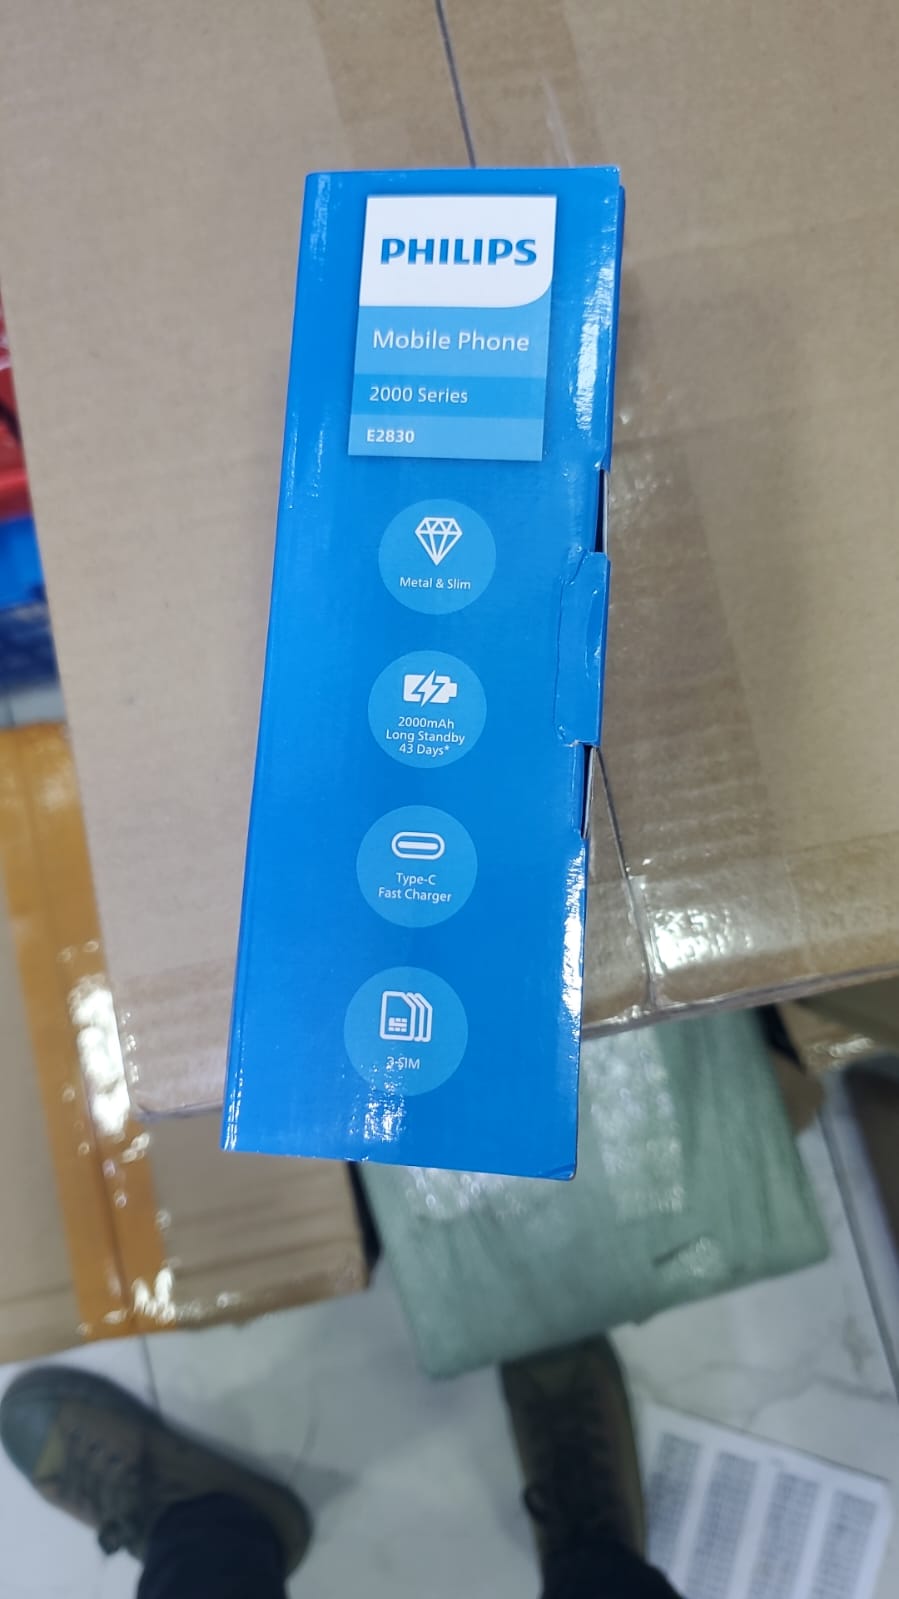 PHILIPS
Mobile Phone
2000 Series
E2830
Metal & Slim
2000mAh
Long Standby
43 Days*
Type-C
Fast Charger
3-SIM